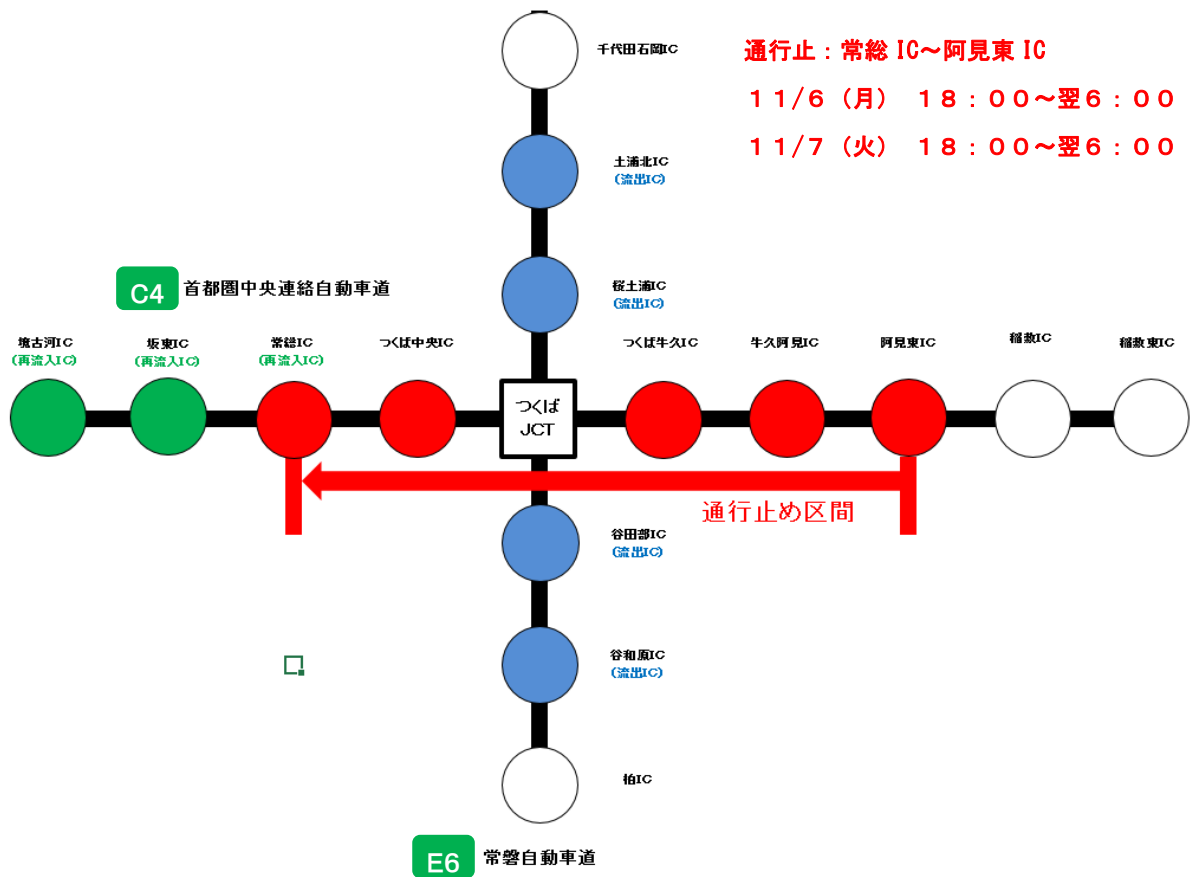 千代田石岡IC
通行止：常総 IC～阿見東 IC
１１/６（月）　１８：００～翌６：００
１１/７（火）　１８：００～翌６：００
土浦北IC
(流出IC)
桜土浦IC
(流出IC)
C4 首都圏中央連絡自動車道
境古河IC
(再流入IC)
坂東IC
(再流入IC)
常総IC
(再流入IC)
つくば中央IC
つくば牛久IC
牛久阿見IC
阿見東IC
稲敷IC
稲敷東IC
つくば
JCT
通行止め区間
谷田部IC
(流出IC)
谷和原IC
(流出IC)
柏IC
E6 常磐自動車道